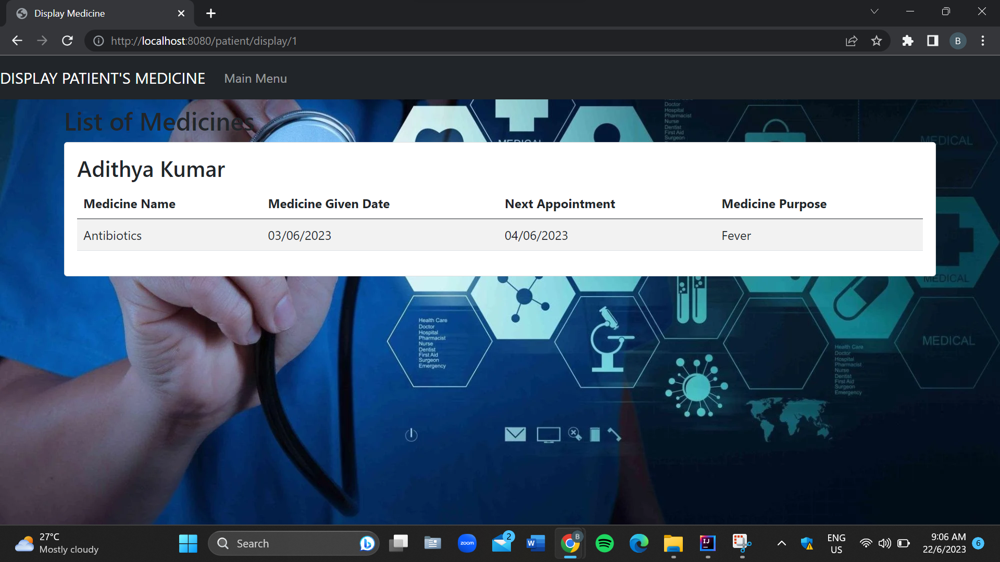 Display Medicine
http://localhost:8080/patient/display/1
B
DISPLAY PATIENT'S MEDICINE
Main Menu
List of Medicines
Doctor
Hospital
Pharmacist
Nurse
Dentist
First Aid
Surgeon
MEDICAL
MEDICAL
Adithya Kumar
Medicine Name Medicine Given Date Next Appointment Medicine Purpose
Antibiotics 03/06/2023 04/06/2023 Fever
MEDICAL
Health Care
Doctor
Hospital
Pharmacist
Nurse
Dentist
First Aid
Surgeon
Emergency
MEDICAL
Health Care
Doctor
Hospital
Pharmacist
Nurse
Dentist
First Aid
Surgeon
Emergency
27°C
Mostly cloudy
Search
zoom
2
W
B
IJ
ENG
US
9:06 AM
22/6/2023
6